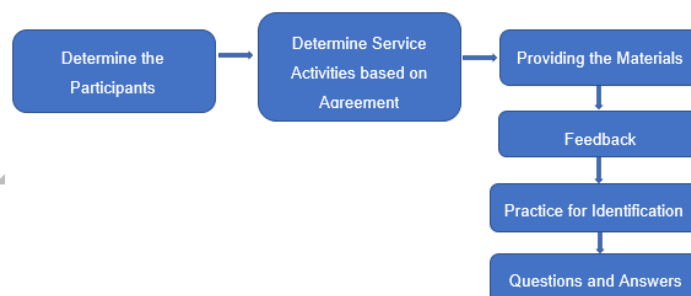 Determine the
Participants
Determine Service
Activities based on
Agreement
Providing the Materials
Feedback
Practice for Identification
Questions and Answers